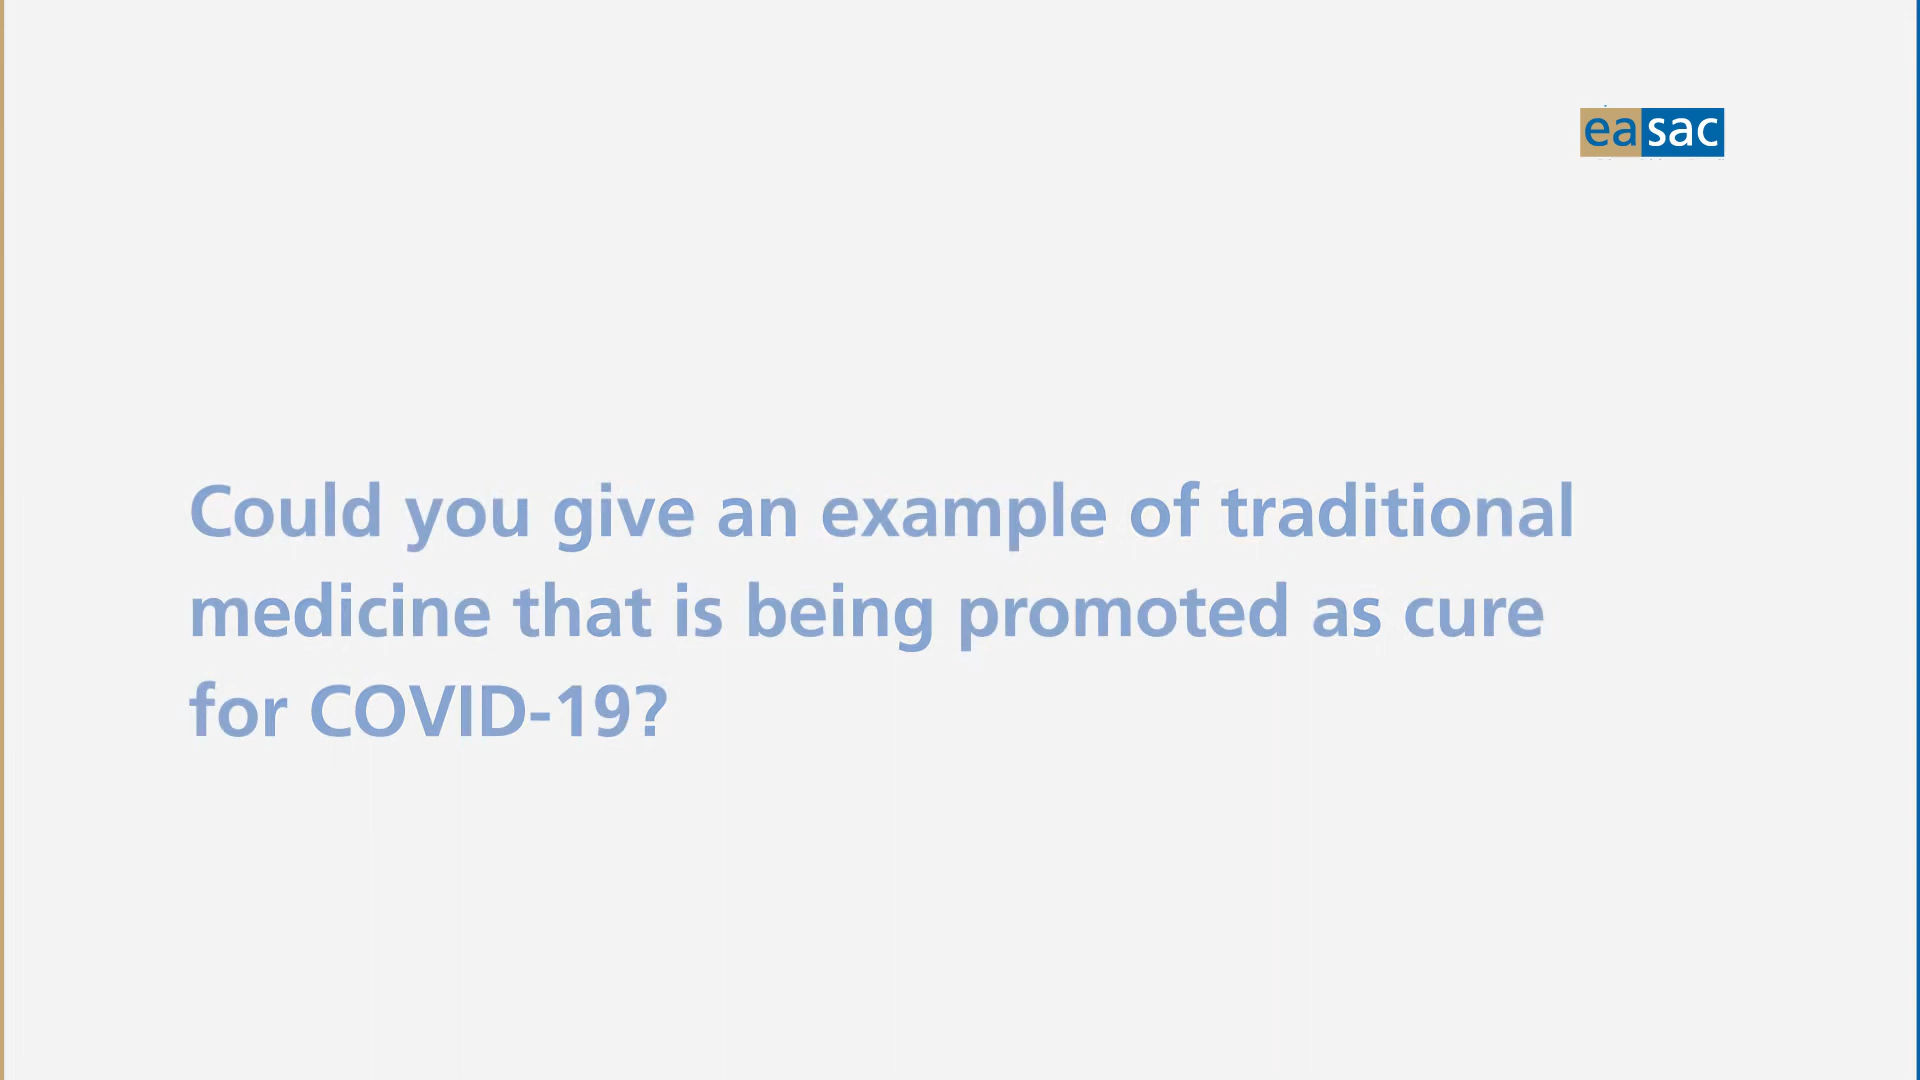 easac
Could you give an example of traditional
medicine that is being promoted as cure
for COVID-19?